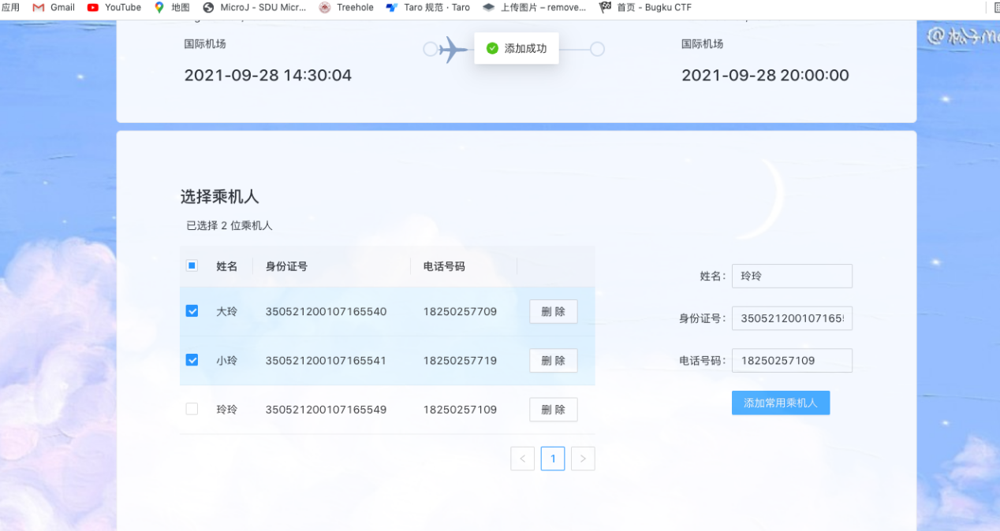 应用 Gmail YouTube 地图 MicroJ - SDU Micr... Treehole Taro 规范 · Taro 上传图片 – remove... 首页 - Bugku CTF
国际机场 添加成功 国际机场
2021-09-28 14:30:04 2021-09-28 20:00:00
选择乘机人
已选择 2 位乘机人
姓名 身份证号 电话号码
大玲 350521200107165540 18250257709 删 除
小玲 350521200107165541 18250257719 删 除
玲玲 350521200107165549 18250257109 删 除
1
姓名: 玲玲
身份证号: 350521200107165
电话号码: 18250257109
添加常用乘机人